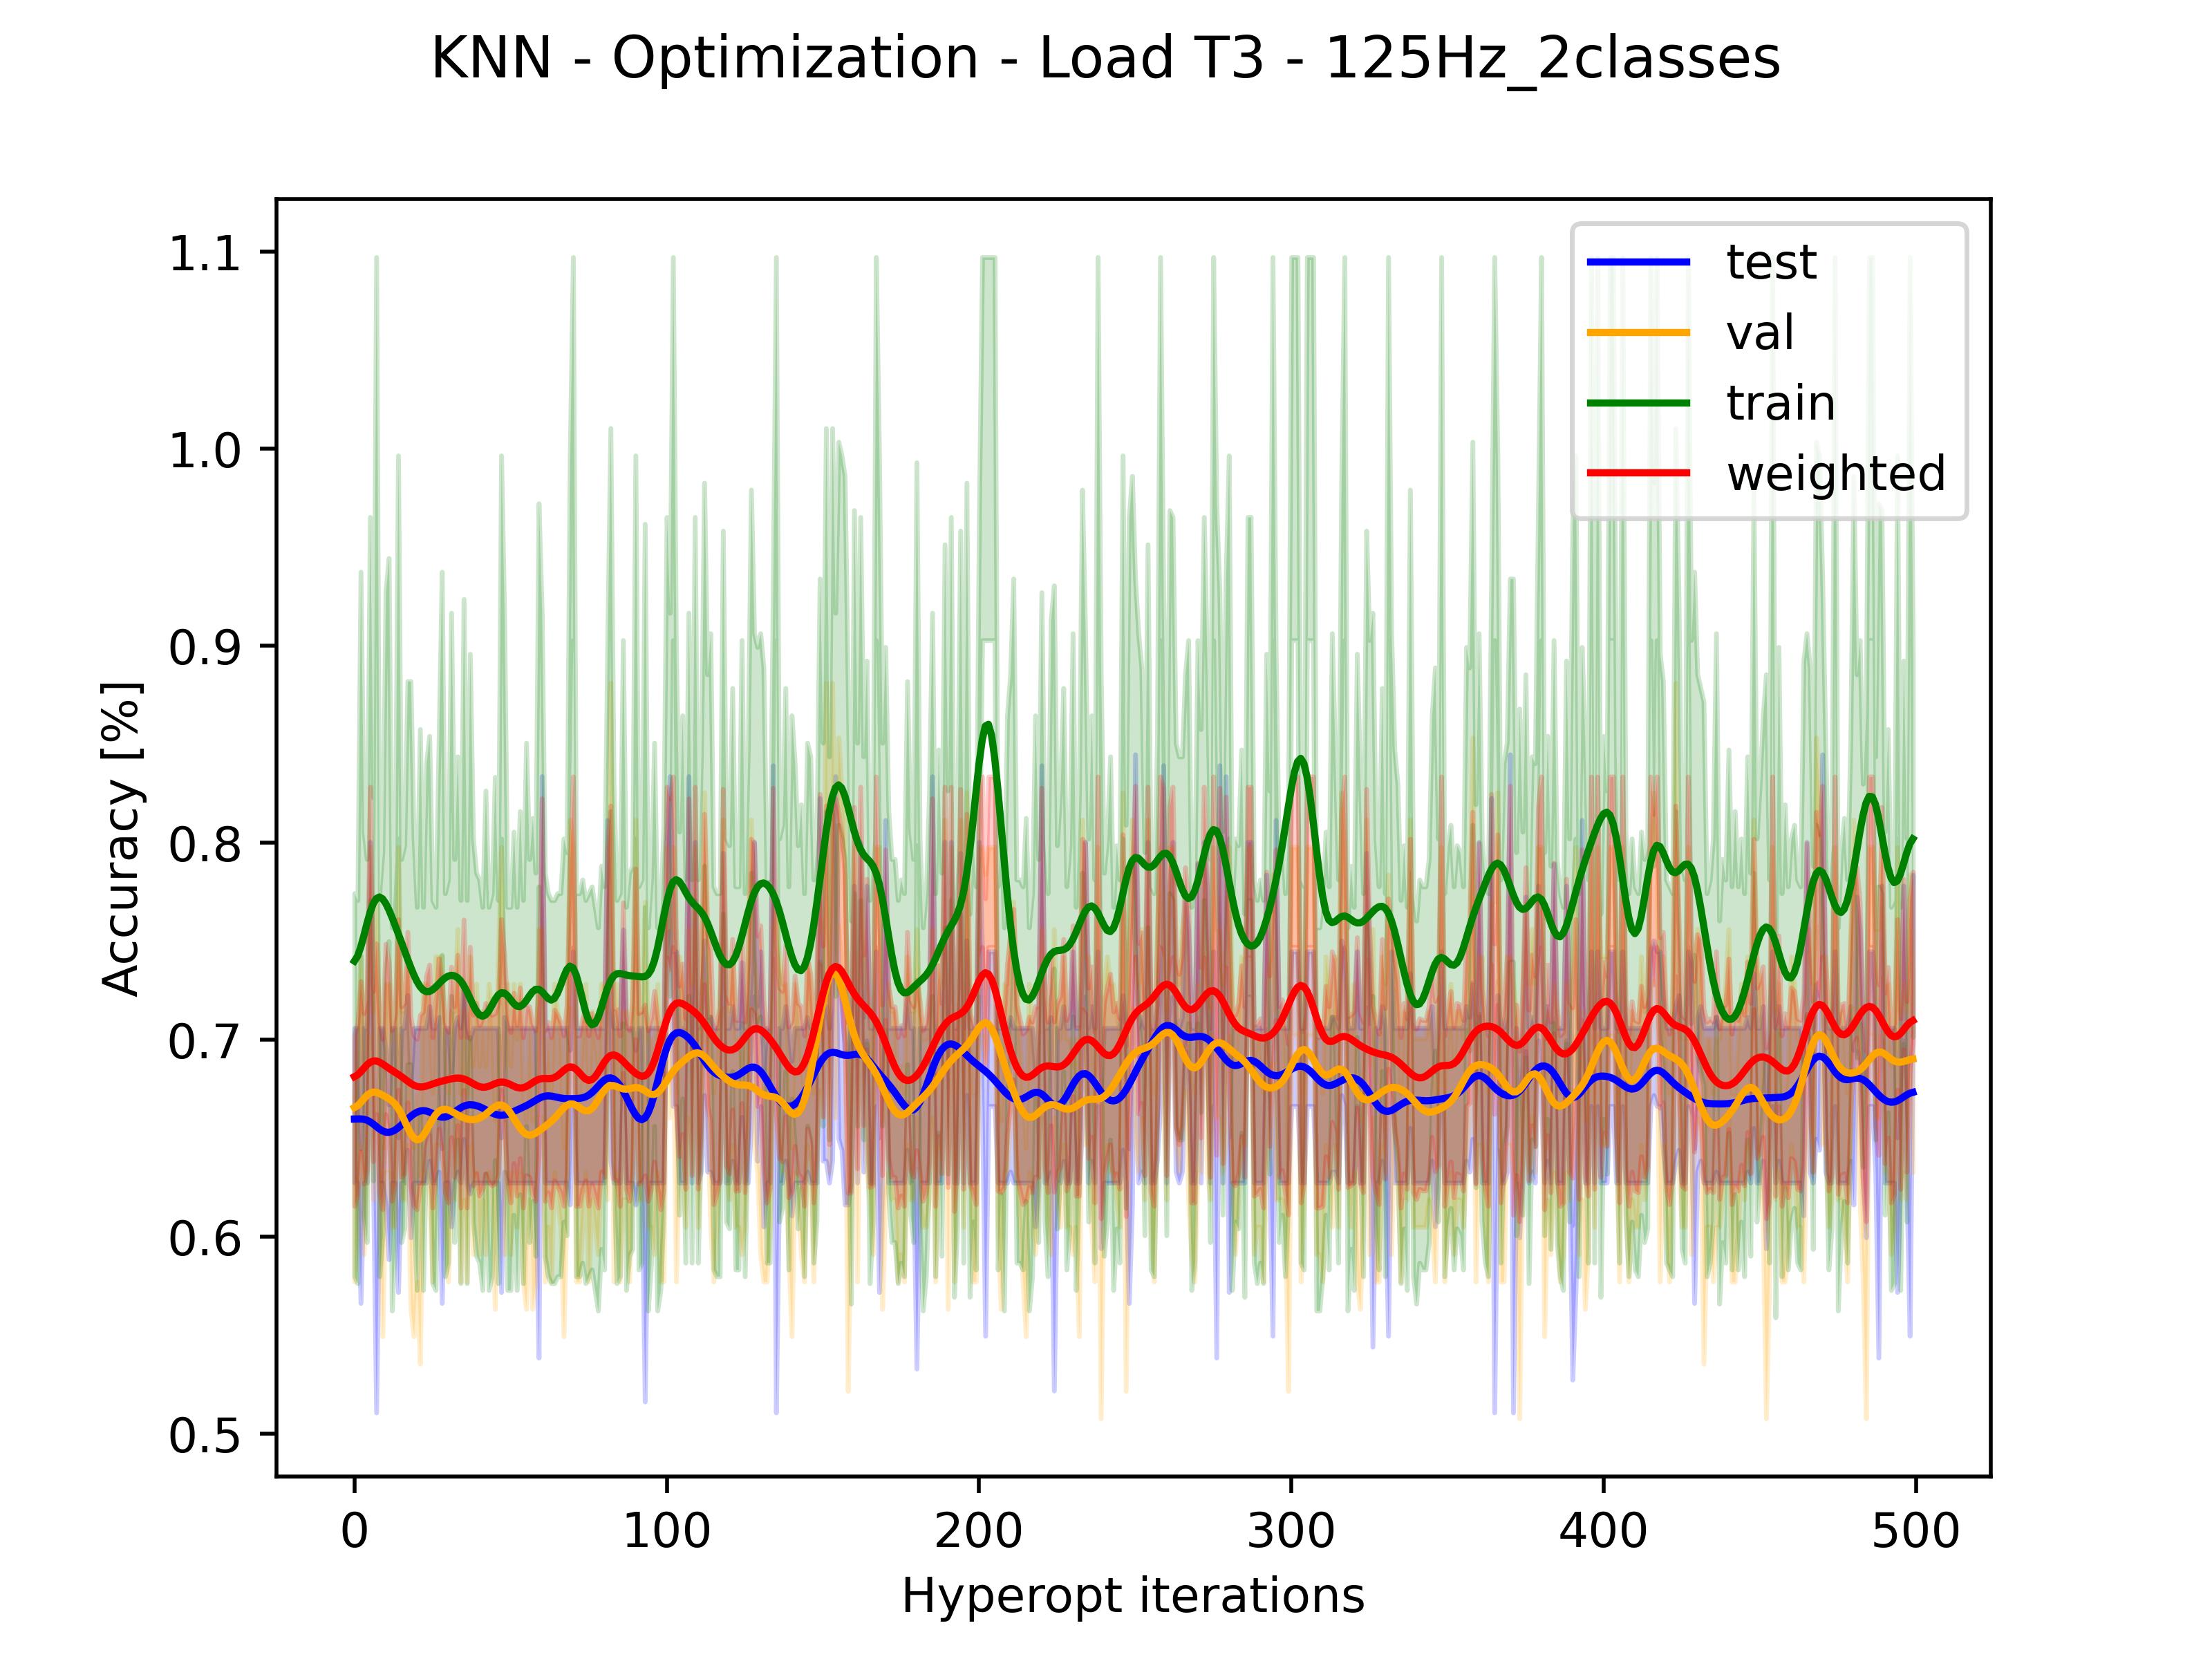 KNN - Optimization - Load T3 - 125Hz_2classes
1.1
1.0
0.9
0.8
0.7
0.6
0.5
Accuracy [%]
test
val
train
weighted
0 100 200 300 400 500
Hyperopt iterations